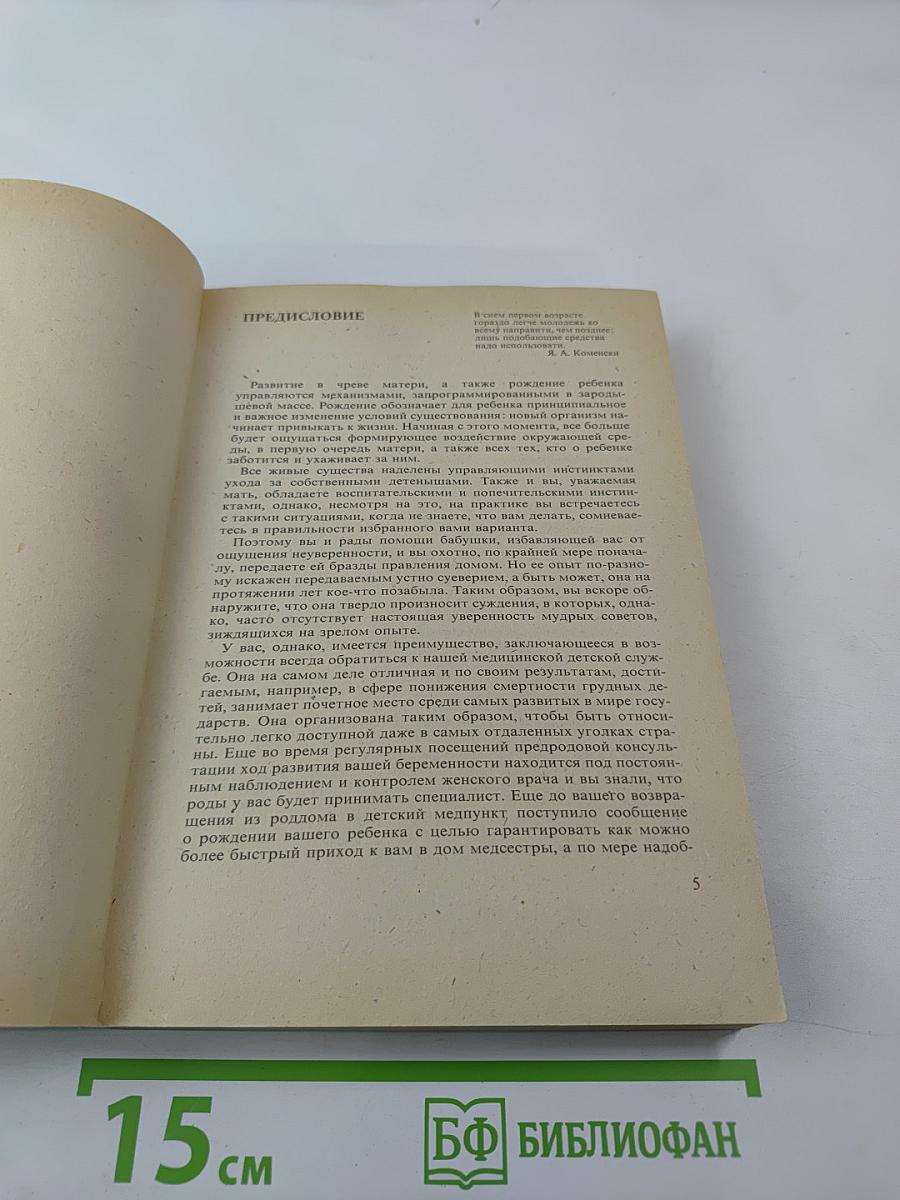 ПРЕДИСЛОВИЕ
В сием первом возрасте
гораздо легче молодежь ко
всему направити, чем позднее;
лишь подобающие средства
надо использовати.
Я. А. Коменски
Развитие в чреве матери, а также рождение ребенка
управляются механизмами, запрограммированными в зароды-
шевой массе. Рождение обозначает для ребенка принципиальное
и важное изменение условий существования: новый организм на-
чинает привыкать к жизни. Начиная с этого момента, все больше
будет ощущаться формирующее воздействие окружающей сре-
ды, в первую очередь матери, а также всех тех, кто о ребенке
заботится и ухаживает за ним.
Все живые существа наделены управляющими инстинктами
ухода за собственными детенышами. Также и вы, уважаемая
мать, обладаете воспитательскими и попечительскими инстин-
ктами, однако, несмотря на это, на практике вы встречаетесь
с такими ситуациями, когда не знаете, что вам делать, сомневае-
тесь в правильности избранного вами варианта.
Поэтому вы и рады помощи бабушки, избавляющей вас от
ощущения неуверенности, и вы охотно, по крайней мере понача-
лу, передаете ей бразды правления домом. Но ее опыт по-разно-
му искажен передаваемым устно суеверием, а быть может, она на
протяжении лет кое-что позабыла. Таким образом, вы вскоре об-
наружите, что она твердо произносит суждения, в которых, одна-
ко, часто отсутствует настоящая уверенность мудрых советов,
зиждящихся на зрелом опыте.
У вас, однако, имеется преимущество, заключающееся в воз-
можности всегда обратиться к нашей медицинской детской служ-
бе. Она на самом деле отличная и по своим результатам, дости-
гаемым, например, в сфере понижения смертности грудных де-
тей, занимает почетное место среди самых развитых в мире госу-
дарств. Она организована таким образом, чтобы быть относи-
тельно легко доступной даже в самых отдаленных уголках стра-
ны. Еще во время регулярных посещений предродовой консуль-
тации ход развития вашей беременности находится под постоян-
ным наблюдением и контролем женского врача и вы знали, что
роды у вас будет принимать специалист. Еще до вашего возвра-
щения из роддома в детский медпункт поступило сообщение
о рождении вашего ребенка с целью гарантировать как можно
более быстрый приход к вам в дом медсестры, а по мере надоб-
5
15 см
БФ БИБЛИОФАН